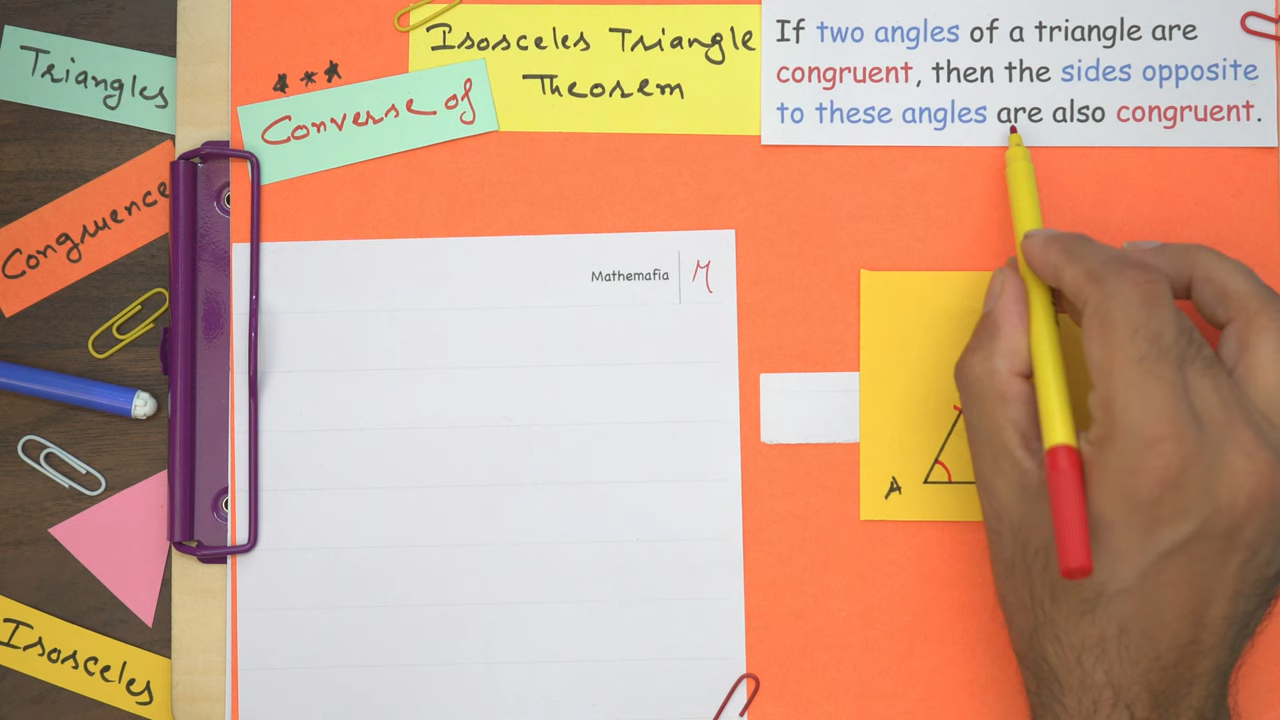 Triangles
Congruence
Isosceles
***
Converse of
Isosceles Triangle
Theorem
If two angles of a triangle are
congruent, then the sides opposite
to these angles are also congruent.
Mathemafia
M
A